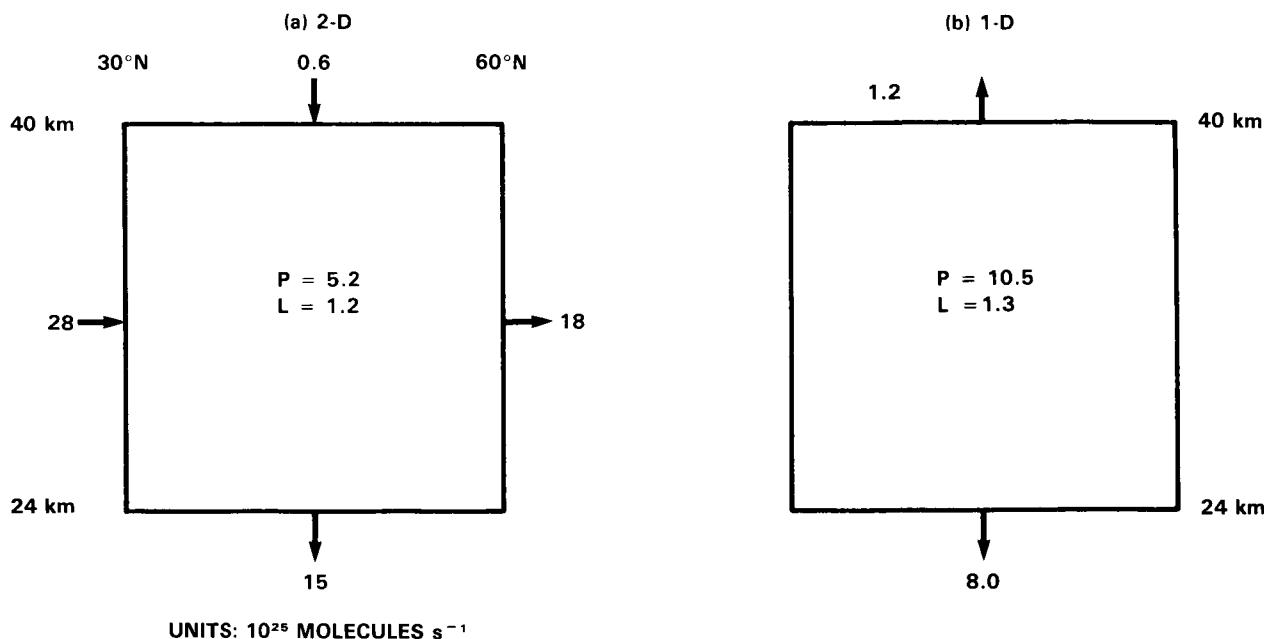 (a) 2-D
30°N 0.6 60°N
40 km
P = 5.2
L = 1.2
28
18
24 km
15
UNITS: 10²⁵ MOLECULES s⁻¹
(b) 1-D
1.2
40 km
P = 10.5
L =1.3
24 km
8.0